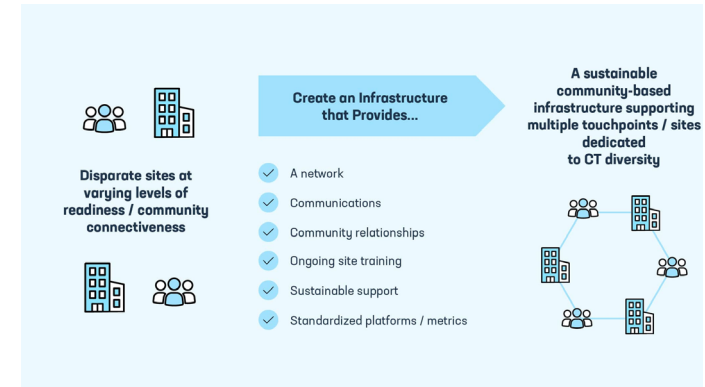 Disparate sites at
varying levels of
readiness / community
connectiveness
Create an Infrastructure
that Provides...
A network
Communications
Community relationships
Ongoing site training
Sustainable support
Standardized platforms / metrics
A sustainable
community-based
infrastructure supporting
multiple touchpoints / sites
dedicated
to CT diversity